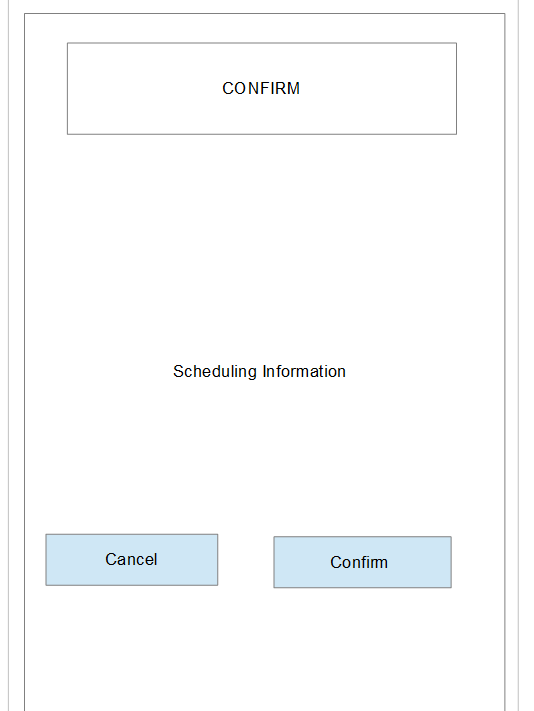 CONFIRM
Scheduling Information
Cancel
Confirm